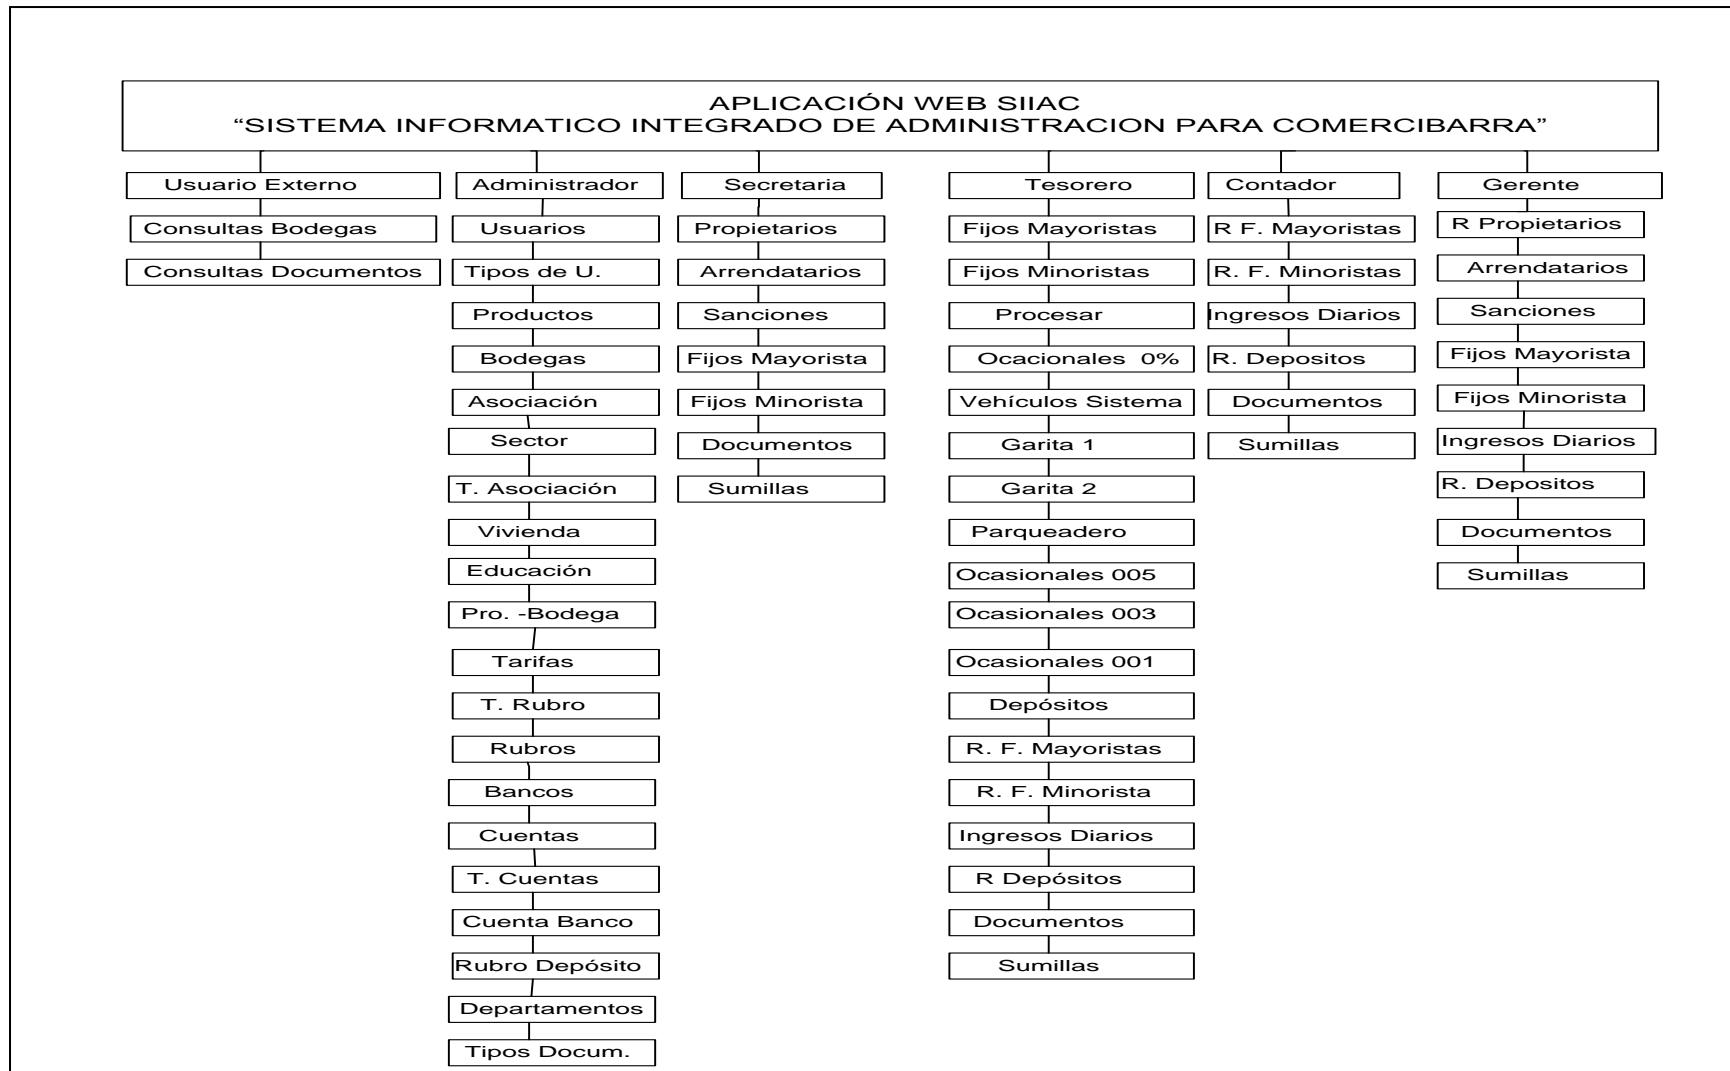 APLICACIÓN WEB SIIAC
“SISTEMA INFORMATICO INTEGRADO DE ADMINISTRACION PARA COMERCIBARRA”
Usuario Externo
Consultas Bodegas
Consultas Documentos
Administrador
Usuarios
Tipos de U.
Productos
Bodegas
Asociación
Sector
T. Asociación
Vivienda
Educación
Pro. -Bodega
Tarifas
T. Rubro
Rubros
Bancos
Cuentas
T. Cuentas
Cuenta Banco
Rubro Depósito
Departamentos
Tipos Docum.
Secretaria
Propietarios
Arrendatarios
Sanciones
Fijos Mayorista
Fijos Minorista
Documentos
Sumillas
Tesorero
Fijos Mayoristas
Fijos Minoristas
Procesar
Ocacionales 0%
Vehículos Sistema
Garita 1
Garita 2
Parqueadero
Ocasionales 005
Ocasionales 003
Ocasionales 001
Depósitos
R. F. Mayoristas
R. F. Minorista
Ingresos Diarios
R Depósitos
Documentos
Sumillas
Contador
R F. Mayoristas
R. F. Minoristas
Ingresos Diarios
R. Depositos
Documentos
Sumillas
Gerente
R Propietarios
Arrendatarios
Sanciones
Fijos Mayorista
Fijos Minorista
Ingresos Diarios
R. Depositos
Documentos
Sumillas